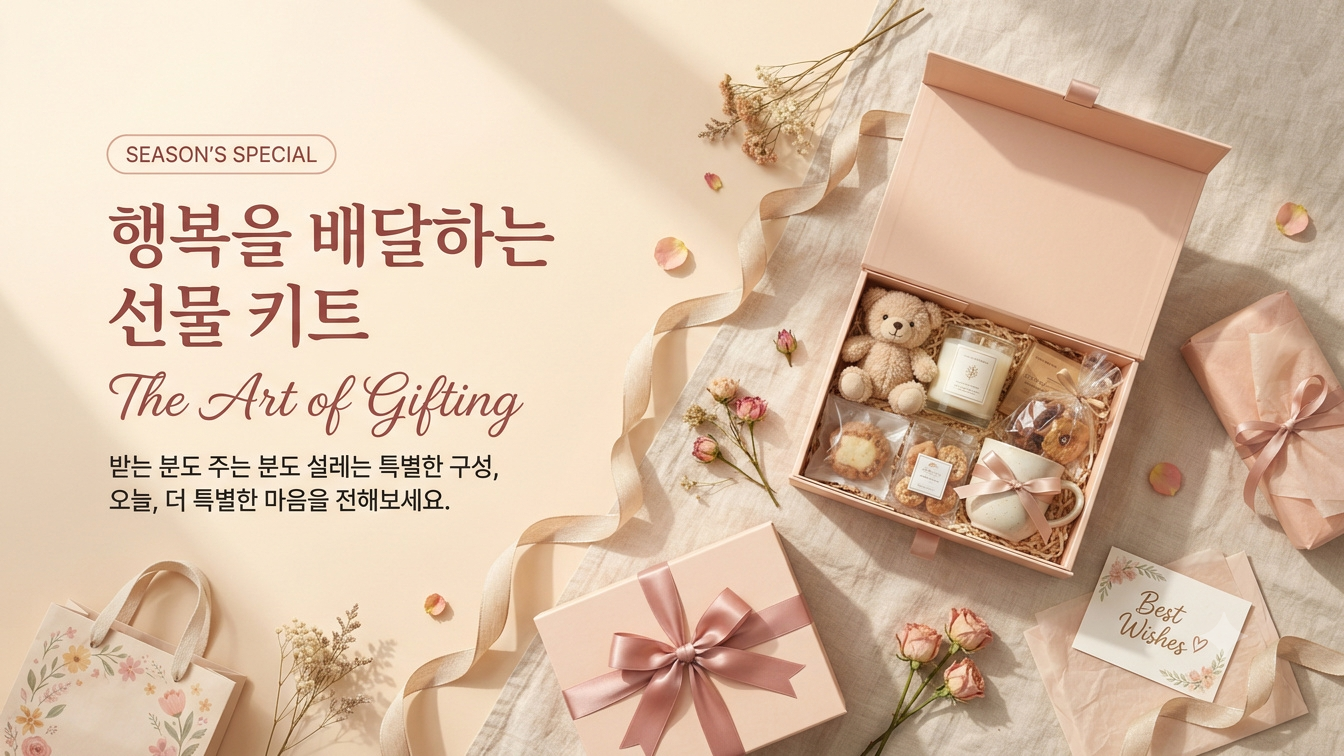 SEASON'S SPECIAL
행복을 배달하는
선물 키트
The Art of Gifting
받는 분도 주는 분도 설레는 특별한 구성,
오늘, 더 특별한 마음을 전해보세요.
Best
Wishes